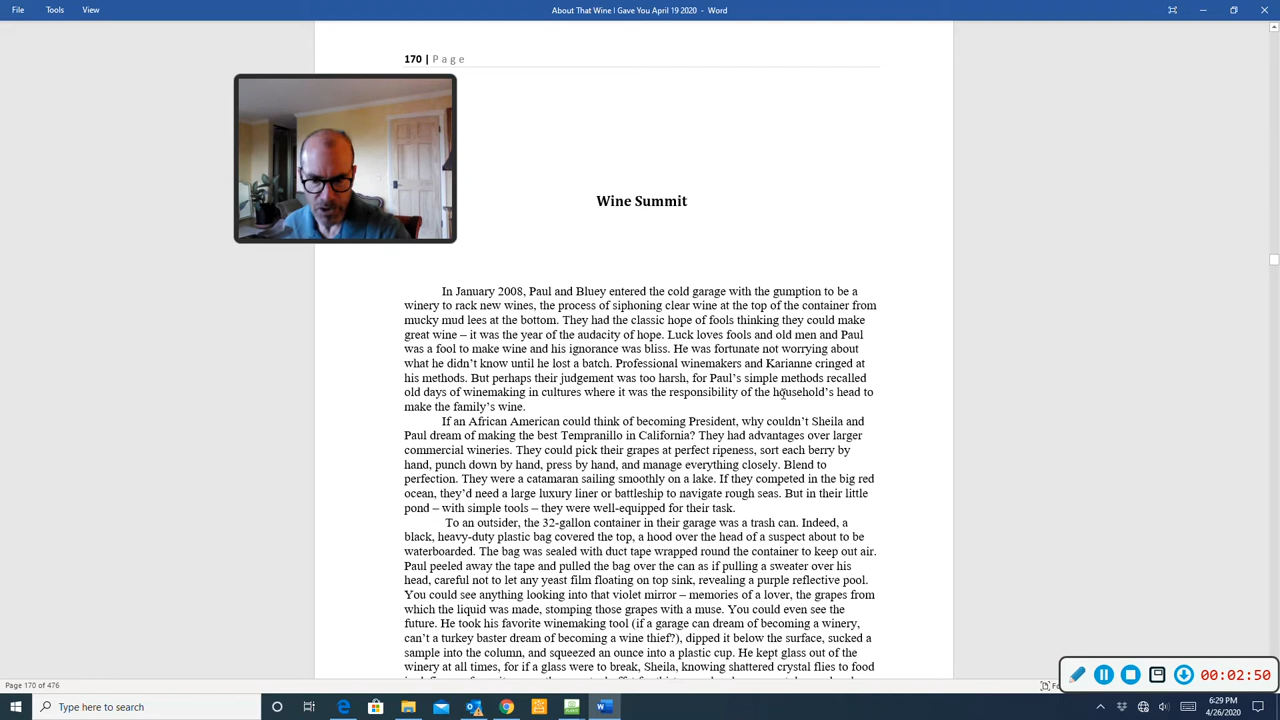 File Tools View About That Wine I Gave You April 19 2020 - Word
170 | Page
Wine Summit
In January 2008, Paul and Bluey entered the cold garage with the gumption to be a
winery to rack new wines, the process of siphoning clear wine at the top of the container from
mucky mud lees at the bottom. They had the classic hope of fools thinking they could make
great wine – it was the year of the audacity of hope. Luck loves fools and old men and Paul
was a fool to make wine and his ignorance was bliss. He was fortunate not worrying about
what he didn’t know until he lost a batch. Professional winemakers and Karianne cringed at
his methods. But perhaps their judgement was too harsh, for Paul’s simple methods recalled
old days of winemaking in cultures where it was the responsibility of the household’s head to
make the family’s wine.
If an African American could think of becoming President, why couldn’t Sheila and
Paul dream of making the best Tempranillo in California? They had advantages over larger
commercial wineries. They could pick their grapes at perfect ripeness, sort each berry by
hand, punch down by hand, press by hand, and manage everything closely. Blend to
perfection. They were a catamaran sailing smoothly on a lake. If they competed in the big red
ocean, they’d need a large luxury liner or battleship to navigate rough seas. But in their little
pond – with simple tools – they were well-equipped for their task.
To an outsider, the 32-gallon container in their garage was a trash can. Indeed, a
black, heavy-duty plastic bag covered the top, a hood over the head of a suspect about to be
waterboarded. The bag was sealed with duct tape wrapped round the container to keep out air.
Paul peeled away the tape and pulled the bag over the can as if pulling a sweater over his
head, careful not to let any yeast film floating on top sink, revealing a purple reflective pool.
You could see anything looking into that violet mirror – memories of a lover, the grapes from
which the liquid was made, stomping those grapes with a muse. You could even see the
future. He took his favorite winemaking tool (if a garage can dream of becoming a winery,
can’t a turkey baster dream of becoming a wine thief?), dipped it below the surface, sucked a
sample into the column, and squeezed an ounce into a plastic cup. He kept glass out of the
winery at all times, for if a glass were to break, Sheila, knowing shattered crystal flies to food
Page 170 of 476
00:02:50
Type here to search
6:29 PM
4/26/2020